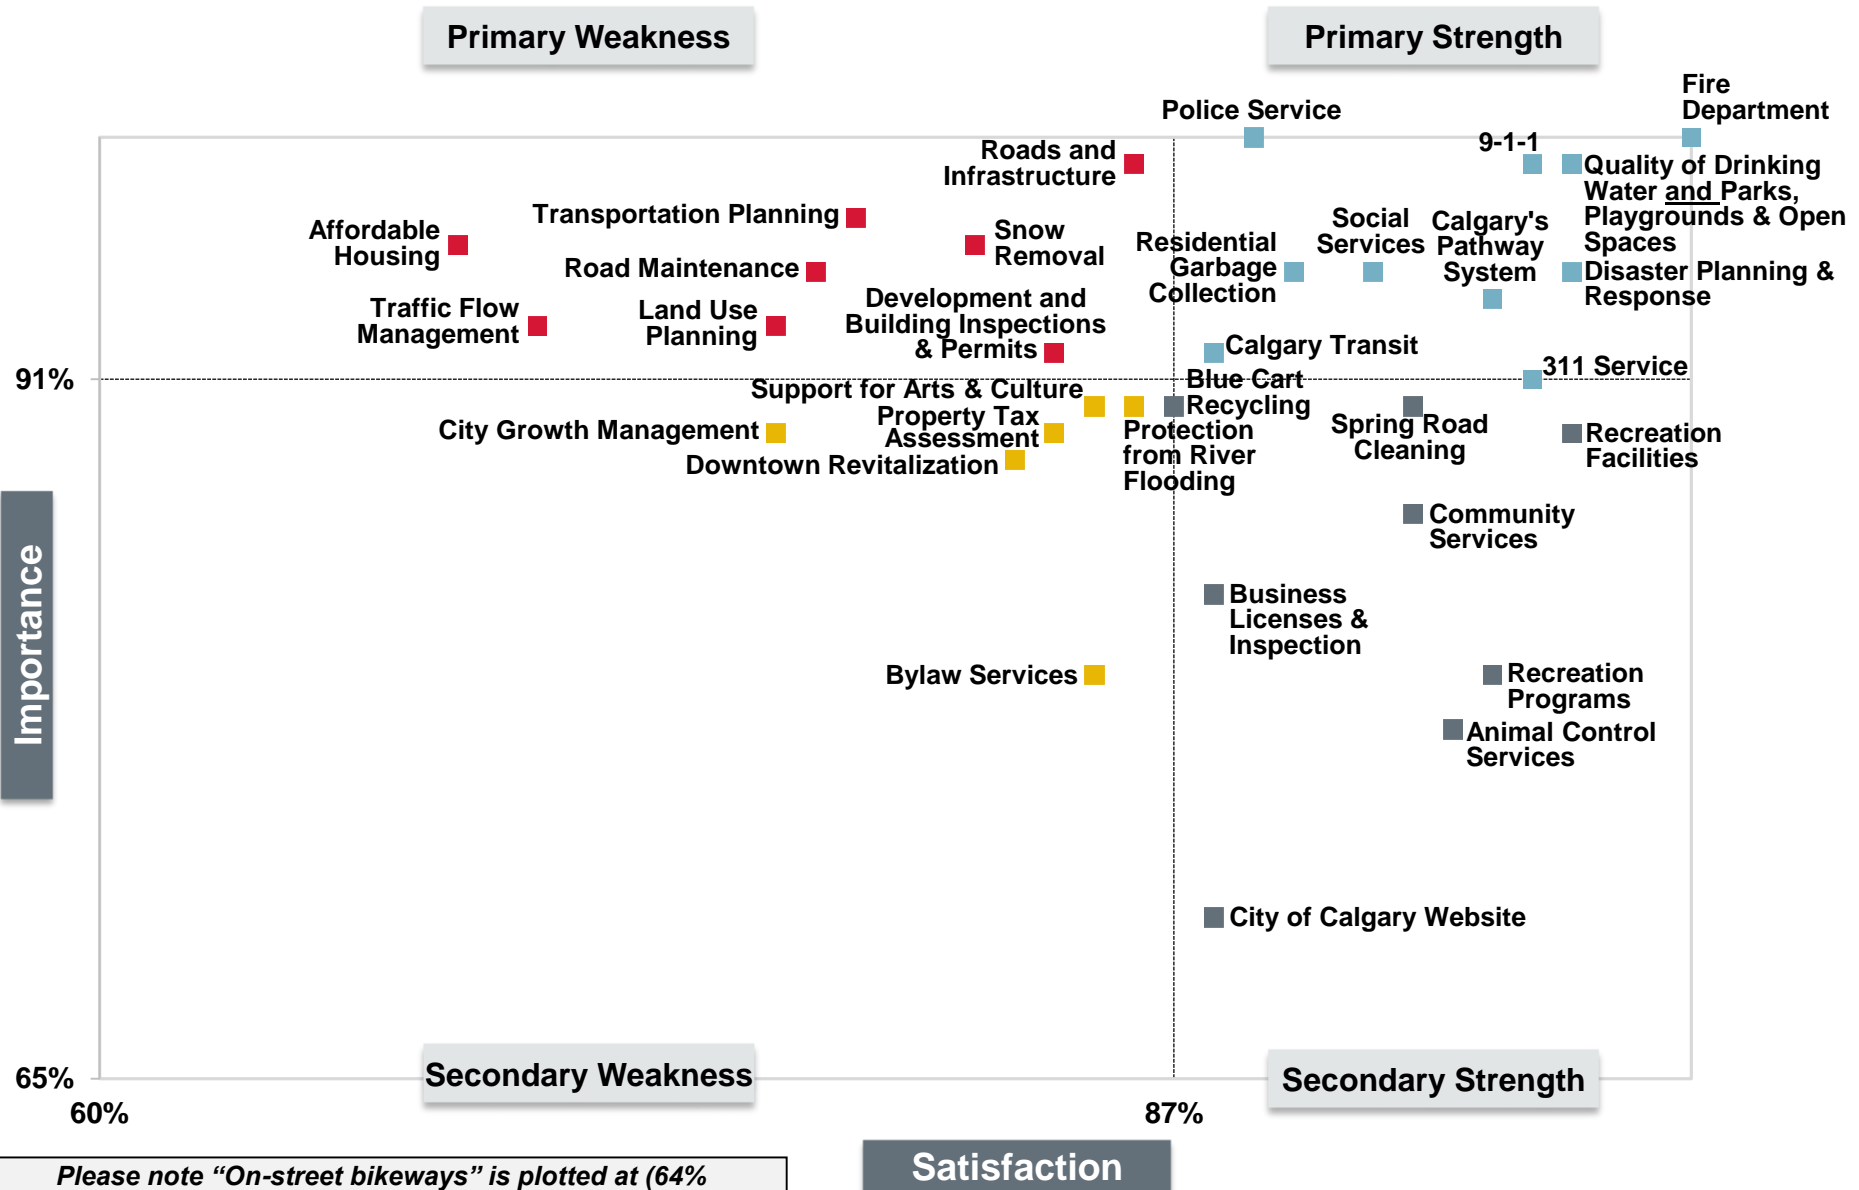 Primary Weakness
Primary Strength
Fire
Department
Police Service
9-1-1
Roads and
Infrastructure
Quality of Drinking
Water and Parks,
Playgrounds & Open
Spaces
Transportation Planning
Affordable
Housing
Snow
Removal
Social
Services
Calgary's
Pathway
System
Residential
Garbage
Collection
Road Maintenance
Disaster Planning &
Response
Traffic Flow
Management
Land Use
Planning
Development and
Building Inspections
& Permits
Calgary Transit
91%
311 Service
Support for Arts & Culture
Blue Cart
Recycling
City Growth Management
Property Tax
Assessment
Downtown Revitalization
Protection
from River
Flooding
Spring Road
Cleaning
Recreation
Facilities
Community
Services
Importance
Business
Licenses &
Inspection
Bylaw Services
Recreation
Programs
Animal Control
Services
City of Calgary Website
Secondary Weakness
Secondary Strength
65%
60%
87%
Satisfaction
Please note “On-street bikeways” is plotted at (64%